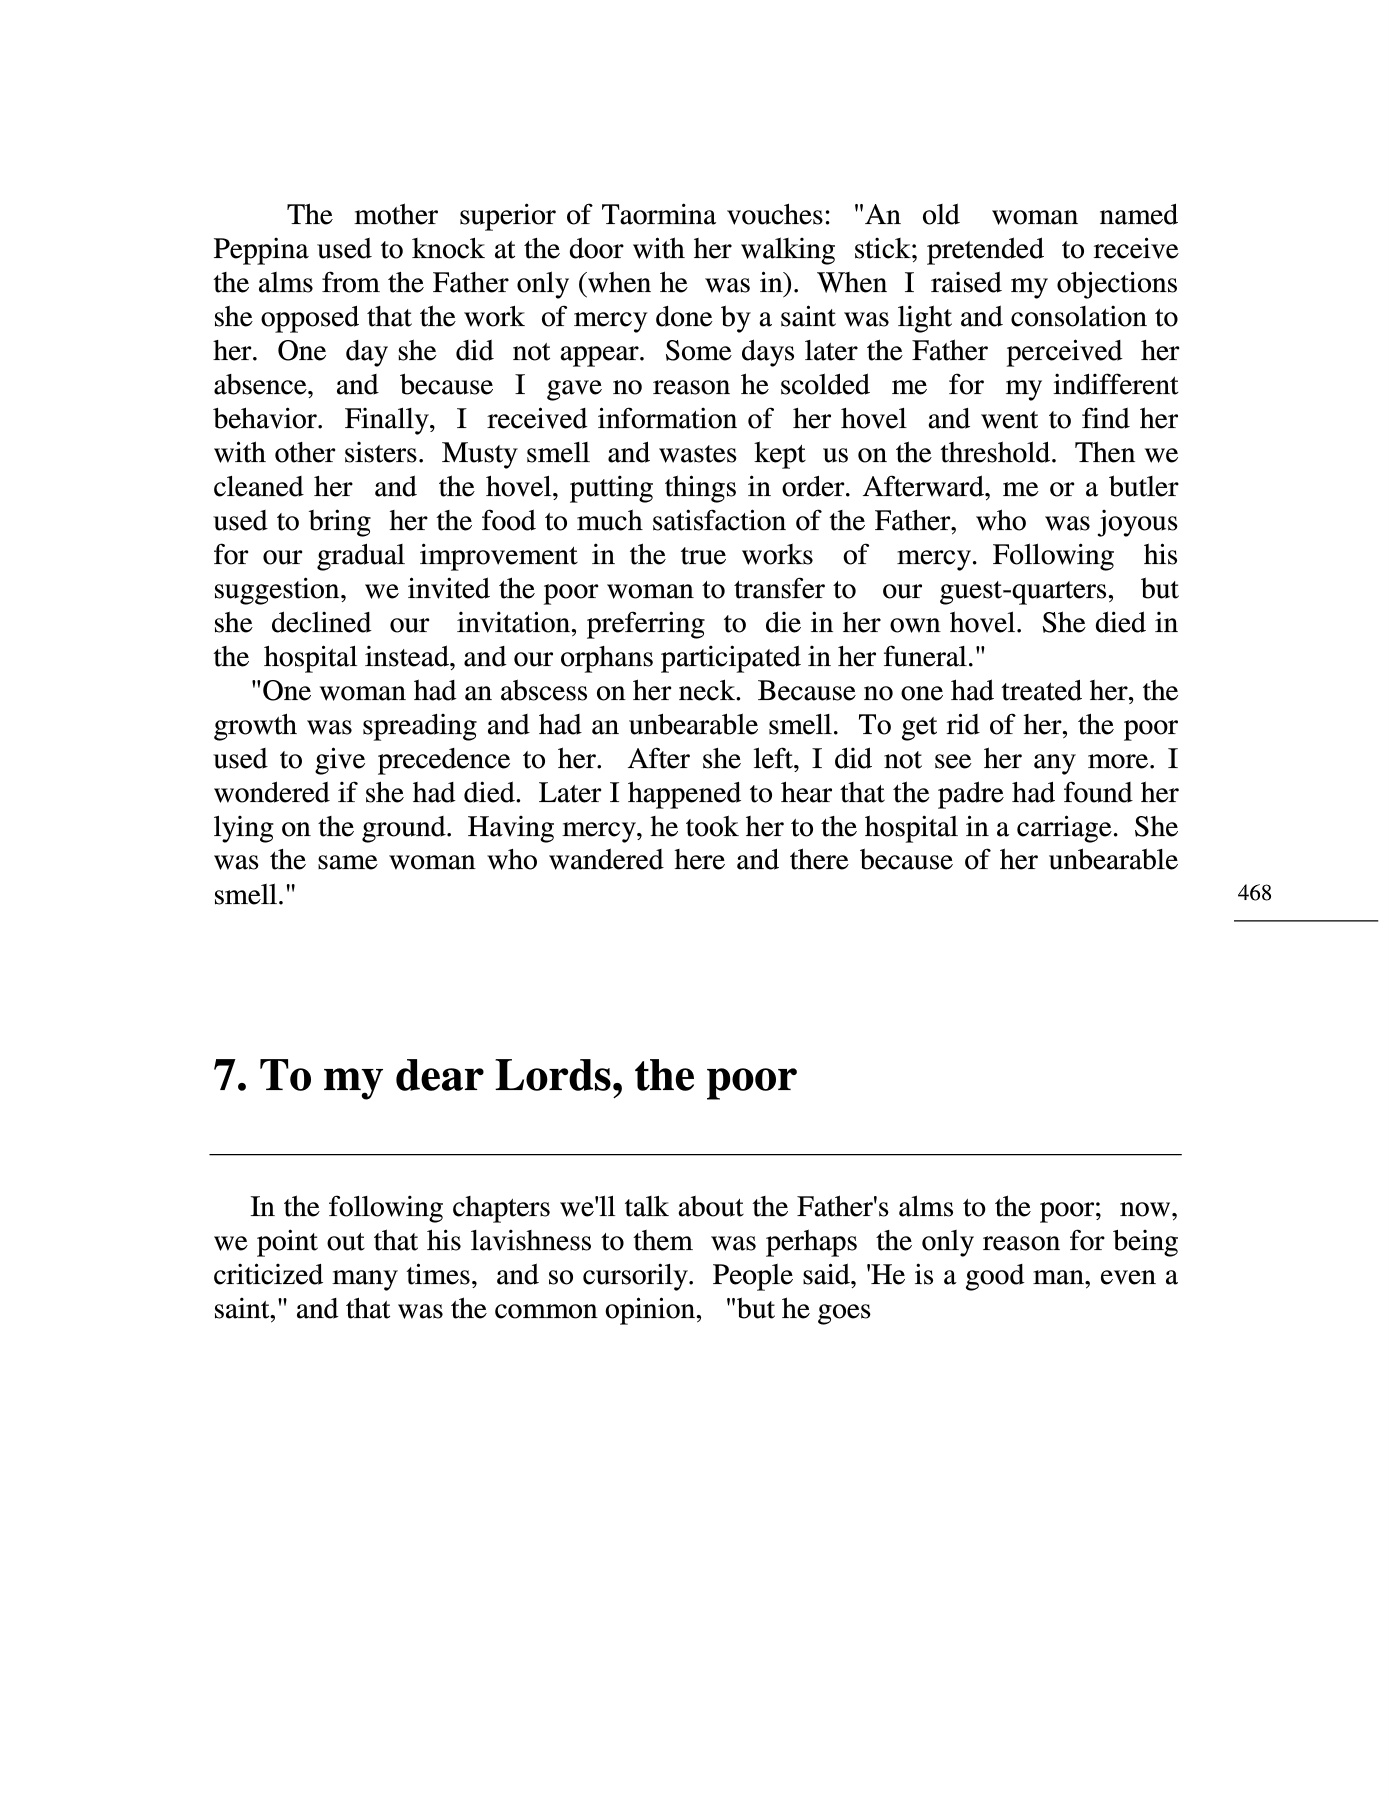 The mother superior of Taormina vouches: "An old woman named
Peppina used to knock at the door with her walking stick; pretended to receive
the alms from the Father only (when he was in). When I raised my objections
she opposed that the work of mercy done by a saint was light and consolation to
her. One day she did not appear. Some days later the Father perceived her
absence, and because I gave no reason he scolded me for my indifferent
behavior. Finally, I received information of her hovel and went to find her
with other sisters. Musty smell and wastes kept us on the threshold. Then we
cleaned her and the hovel, putting things in order. Afterward, me or a butler
used to bring her the food to much satisfaction of the Father, who was joyous
for our gradual improvement in the true works of mercy. Following his
suggestion, we invited the poor woman to transfer to our guest-quarters, but
she declined our invitation, preferring to die in her own hovel. She died in
the hospital instead, and our orphans participated in her funeral."
"One woman had an abscess on her neck. Because no one had treated her, the
growth was spreading and had an unbearable smell. To get rid of her, the poor
used to give precedence to her. After she left, I did not see her any more. I
wondered if she had died. Later I happened to hear that the padre had found her
lying on the ground. Having mercy, he took her to the hospital in a carriage. She
was the same woman who wandered here and there because of her unbearable
smell."
468
7. To my dear Lords, the poor
In the following chapters we'll talk about the Father's alms to the poor; now,
we point out that his lavishness to them was perhaps the only reason for being
criticized many times, and so cursorily. People said, 'He is a good man, even a
saint," and that was the common opinion, "but he goes